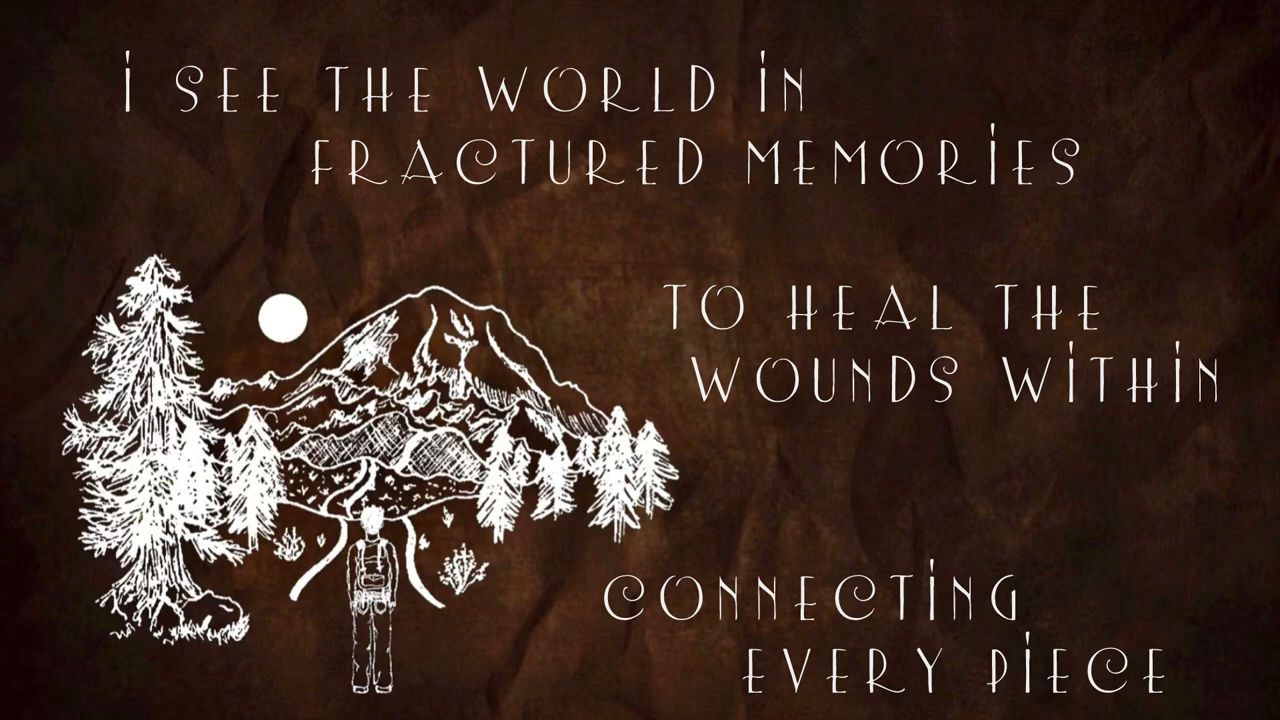 I SEE THE WORLD IN
FRACTURED MEMORIES
TO HEAL THE
WOUNDS WITHIN
CONNECTING
EVERY PIECE